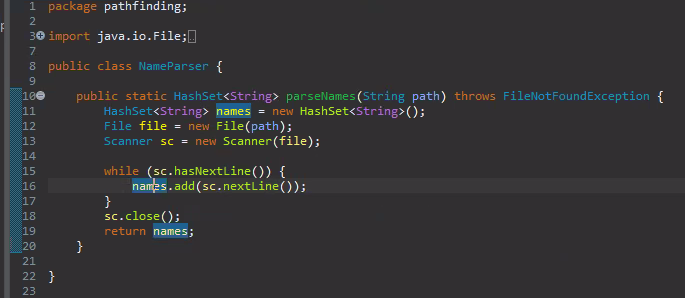 1 package pathfinding;
2
3 import java.io.File;
7
8 public class NameParser {
9
10     public static HashSet<String> parseNames(String path) throws FileNotFoundException {
11         HashSet<String> names = new HashSet<String>();
12         File file = new File(path);
13         Scanner sc = new Scanner(file);
14
15         while (sc.hasNextLine()) {
16             names.add(sc.nextLine());
17         }
18         sc.close();
19         return names;
20     }
21
22 }
23